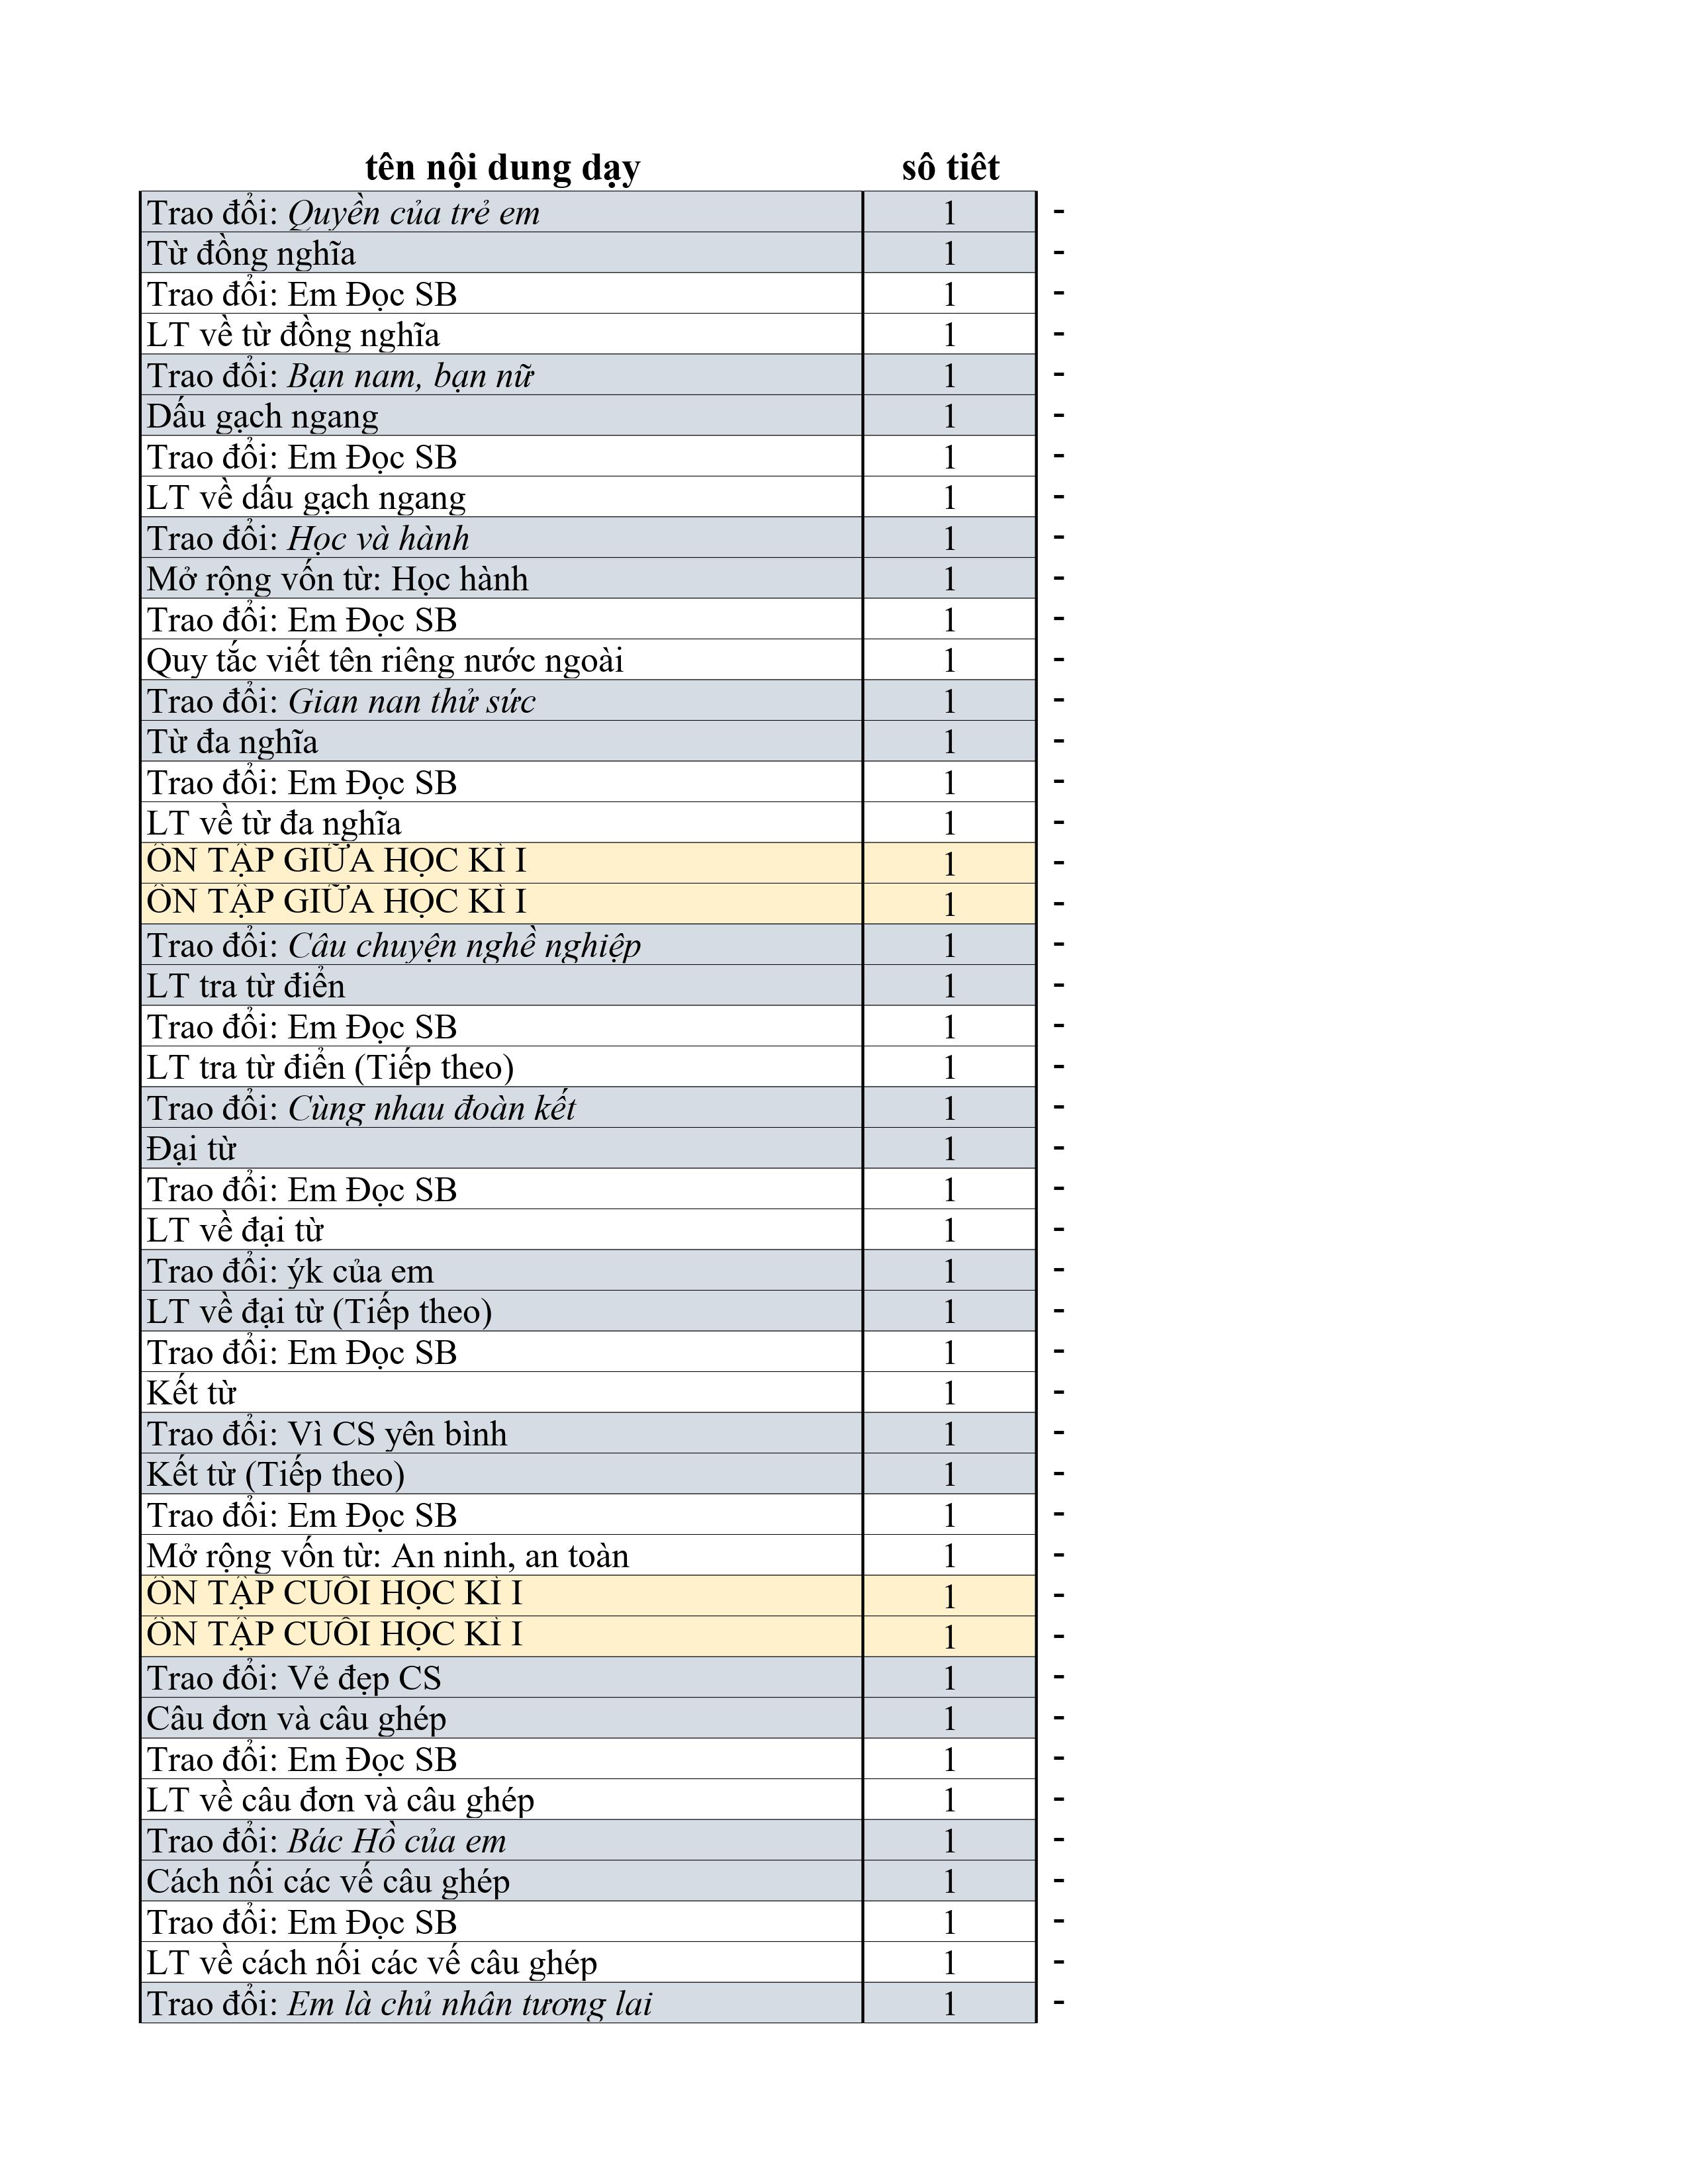 tên nội dung dạy sô tiêt
Trao đổi: Quyền của trẻ em 1 -
Từ đồng nghĩa 1 -
Trao đổi: Em Đọc SB 1 -
LT về từ đồng nghĩa 1 -
Trao đổi: Bạn nam, bạn nữ 1 -
Dấu gạch ngang 1 -
Trao đổi: Em Đọc SB 1 -
LT về dấu gạch ngang 1 -
Trao đổi: Học và hành 1 -
Mở rộng vốn từ: Học hành 1 -
Trao đổi: Em Đọc SB 1 -
Quy tắc viết tên riêng nước ngoài 1 -
Trao đổi: Gian nan thử sức 1 -
Từ đa nghĩa 1 -
Trao đổi: Em Đọc SB 1 -
LT về từ đa nghĩa 1 -
ÔN TẬP GIỮA HỌC KÌ I 1 -
ÔN TẬP GIỮA HỌC KÌ I 1 -
Trao đổi: Câu chuyện nghề nghiệp 1 -
LT tra từ điển 1 -
Trao đổi: Em Đọc SB 1 -
LT tra từ điển (Tiếp theo) 1 -
Trao đổi: Cùng nhau đoàn kết 1 -
Đại từ 1 -
Trao đổi: Em Đọc SB 1 -
LT về đại từ 1 -
Trao đổi: ýk của em 1 -
LT về đại từ (Tiếp theo) 1 -
Trao đổi: Em Đọc SB 1 -
Kết từ 1 -
Trao đổi: Vì CS yên bình 1 -
Kết từ (Tiếp theo) 1 -
Trao đổi: Em Đọc SB 1 -
Mở rộng vốn từ: An ninh, an toàn 1 -
ÔN TẬP CUỐI HỌC KÌ I 1 -
ÔN TẬP CUỐI HỌC KÌ I 1 -
Trao đổi: Vẻ đẹp CS 1 -
Câu đơn và câu ghép 1 -
Trao đổi: Em Đọc SB 1 -
LT về câu đơn và câu ghép 1 -
Trao đổi: Bác Hồ của em 1 -
Cách nối các vế câu ghép 1 -
Trao đổi: Em Đọc SB 1 -
LT về cách nối các vế câu ghép 1 -
Trao đổi: Em là chủ nhân tương lai 1 -